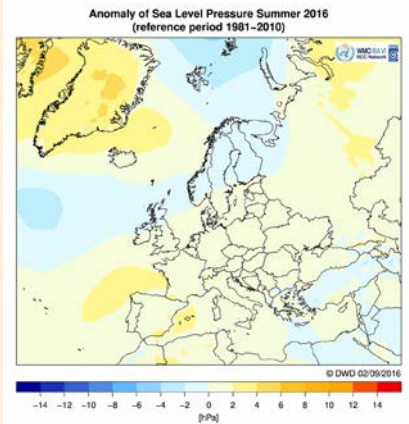 Anomaly of Sea Level Pressure Summer 2016
(reference period 1981−2010)
WMO RA VI
RCC Network
© DWD 02/09/2016
−14 −12 −10 −8 −6 −4 −2 0 2 4 6 8 10 12 14
[hPa]